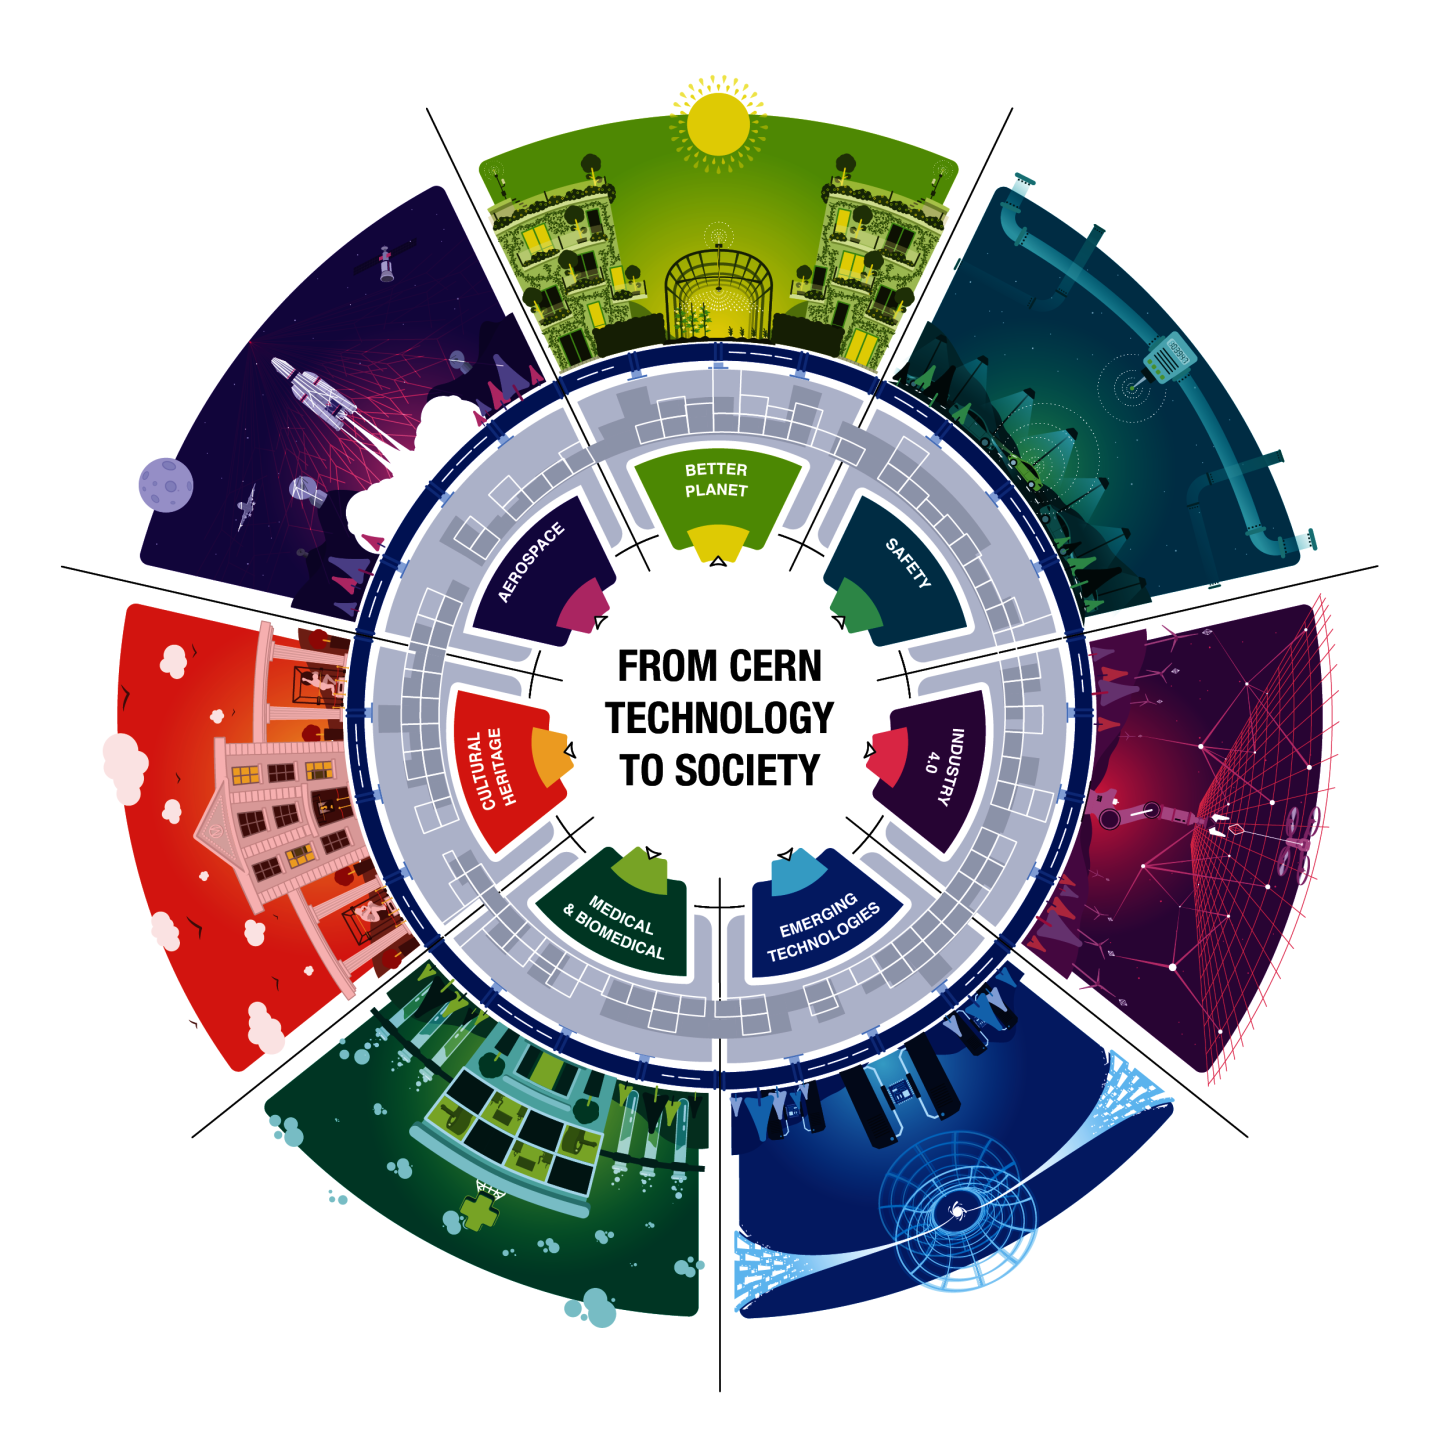 BETTER
PLANET
AEROSPACE
SAFETY
FROM CERN
TECHNOLOGY
TO SOCIETY
CULTURAL
HERITAGE
INDUSTRY
4.0
MEDICAL
& BIOMEDICAL
EMERGING
TECHNOLOGIES